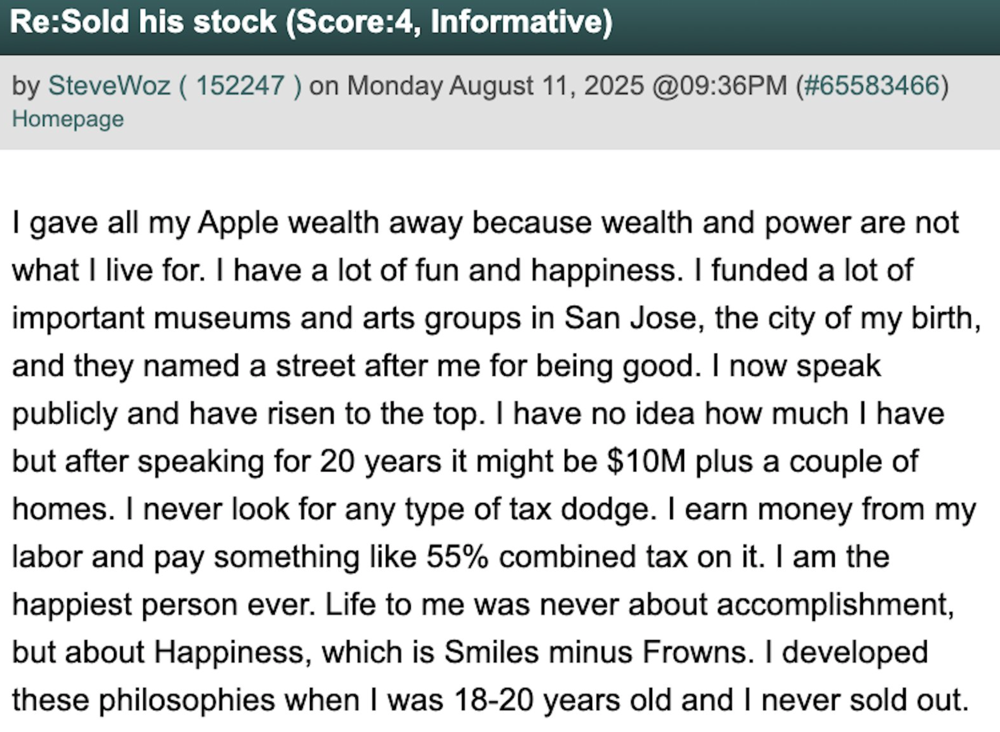 Re:Sold his stock (Score:4, Informative)
by SteveWoz ( 152247 ) on Monday August 11, 2025 @09:36PM (#65583466)
Homepage
I gave all my Apple wealth away because wealth and power are not
what I live for. I have a lot of fun and happiness. I funded a lot of
important museums and arts groups in San Jose, the city of my birth,
and they named a street after me for being good. I now speak
publicly and have risen to the top. I have no idea how much I have
but after speaking for 20 years it might be $10M plus a couple of
homes. I never look for any type of tax dodge. I earn money from my
labor and pay something like 55% combined tax on it. I am the
happiest person ever. Life to me was never about accomplishment,
but about Happiness, which is Smiles minus Frowns. I developed
these philosophies when I was 18-20 years old and I never sold out.